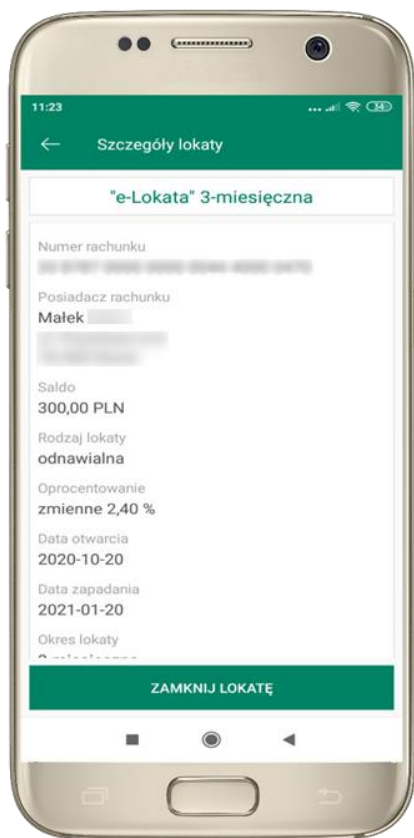 11:23
34
Szczegóły lokaty
"e-Lokata" 3-miesięczna
Numer rachunku
Posiadacz rachunku
Małek
Saldo
300,00 PLN
Rodzaj lokaty
odnawialna
Oprocentowanie
zmienne 2,40 %
Data otwarcia
2020-10-20
Data zapadania
2021-01-20
Okres lokaty
ZAMKNIJ LOKATĘ